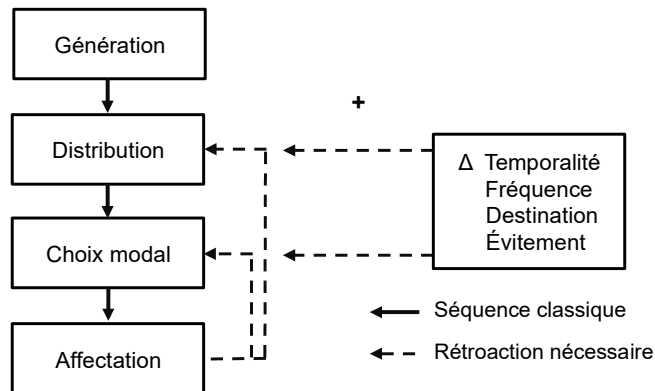 Génération
+
Distribution
Δ Temporalité
Fréquence
Destination
Évitement
Choix modal
Séquence classique
Affectation
Rétroaction nécessaire